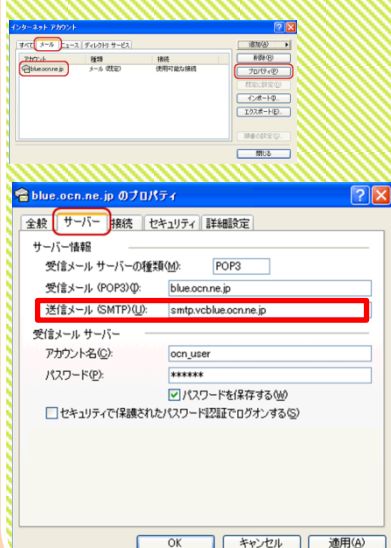 インターネット アカウント
すべて メール ニュース ディレクトリ サービス
追加(A)
アカウント 種類 接続
削除(R)
blue.ocn.ne.jp メール (既定) 使用可能な接続
プロパティ(P)
既定に設定(D)
インポート(I)...
エクスポート(E)...
順番の設定(S)...
閉じる
blue.ocn.ne.jp のプロパティ
全般 サーバー 接続 セキュリティ 詳細設定
サーバー情報
受信メール サーバーの種類(M): POP3
受信メール (POP3)(I): blue.ocn.ne.jp
送信メール (SMTP)(U): smtp.vcblue.ocn.ne.jp
受信メール サーバー
アカウント名(C): ocn_user
パスワード(P): ******
パスワードを保存する(W)
セキュリティで保護されたパスワード認証でログオンする(S)
OK キャンセル 適用(A)